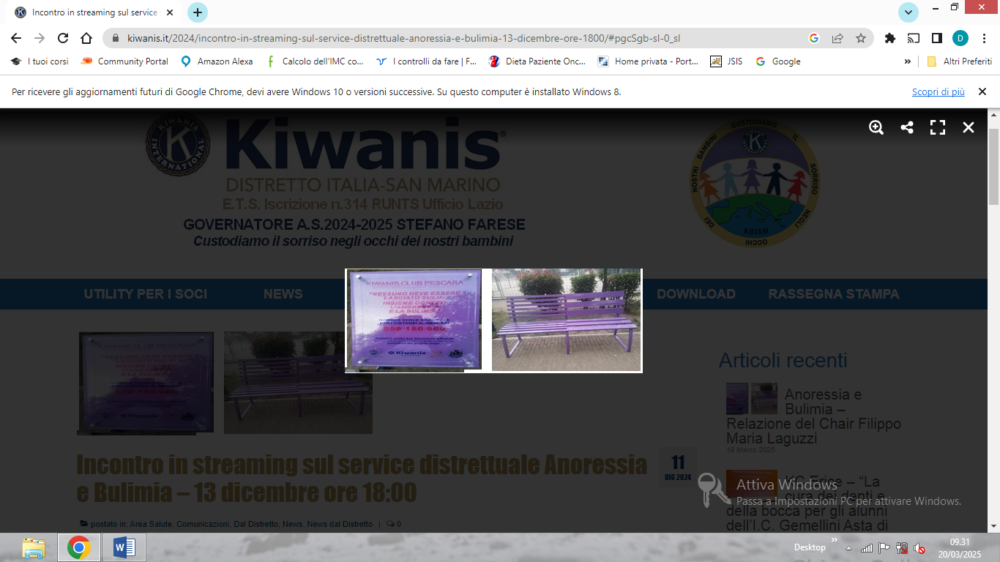 Incontro in streaming sul service
kiwanis.it/2024/incontro-in-streaming-sul-service-distrettuale-anoressia-e-bulimia-13-dicembre-ore-1800/#pgcSgb-sl-0_sl
D
I tuoi corsi
Community Portal
Amazon Alexa
Calcolo dell'IMC co...
I controlli da fare | F...
Dieta Paziente Onc...
Home privata - Port...
JSIS
Google
»
Altri Preferiti
Per ricevere gli aggiornamenti futuri di Google Chrome, devi avere Windows 10 o versioni successive. Su questo computer è installato Windows 8.
Scopri di più
KIWANIS INTERNATIONAL
K
Kiwanis®
DISTRETTO ITALIA-SAN MARINO
E.T.S. Iscrizione n.314 RUNTS Ufficio Lazio
GOVERNATORE A.S.2024-2025 STEFANO FARESE
Custodiamo il sorriso negli occhi dei nostri bambini
CUSTODIAMO IL SORRISO NEGLI OCCHI DEI NOSTRI BAMBINI
KDISM
UTILITY PER I SOCI
NEWS
DOWNLOAD
RASSEGNA STAMPA
KIWANIS CLUB PESCARA
"NESSUNO DEVE ESSERE
LASCIATO SOLO.
INSIEME CONTRO
L'ANORESSIA
E LA BULIMIA"
Kiwanis
Articoli recenti
Anoressia e
Bulimia –
Relazione del Chair Filippo
Maria Laguzzi
19 Marzo 2025
KC Erice – “La
cura dei denti e
della bocca per gli alunni
dell’I.C. Gemellini Asta di
Incontro in streaming sul service distrettuale Anoressia
e Bulimia – 13 dicembre ore 18:00
11
DIC 2024
postato in: Area Salute, Comunicazioni, Dal Distretto, News, News dal Distretto | 0
Attiva Windows
Passa a Impostazioni PC per attivare Windows.
Desktop
»
09.31
20/03/2025